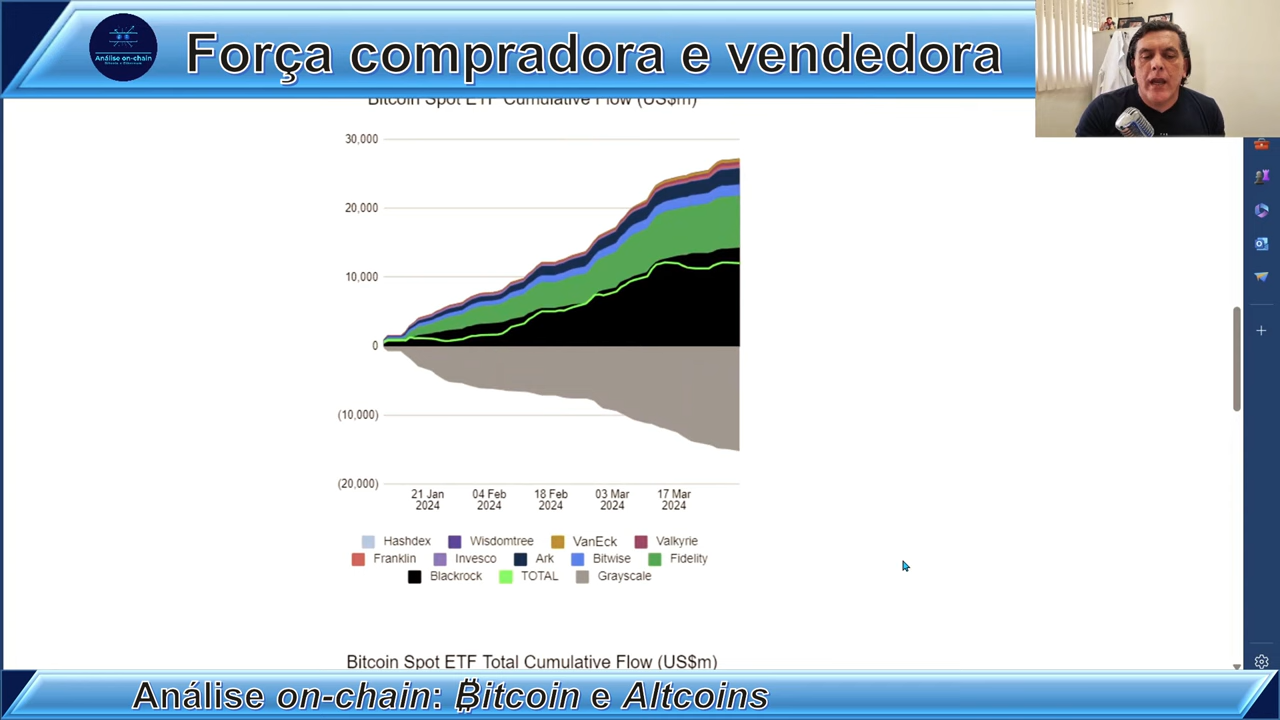 Análise on-chain
Bitcoin e Altcoins
Força compradora e vendedora
Bitcoin Spot ETF Cumulative Flow (US$m)
30,000
20,000
10,000
0
(10,000)
(20,000)
21 Jan 04 Feb 18 Feb 03 Mar 17 Mar
2024 2024 2024 2024 2024
Hashdex Wisdomtree VanEck Valkyrie
Franklin Invesco Ark Bitwise Fidelity
Blackrock TOTAL Grayscale
Bitcoin Spot ETF Total Cumulative Flow (US$m)
Análise on-chain: ₿itcoin e Altcoins